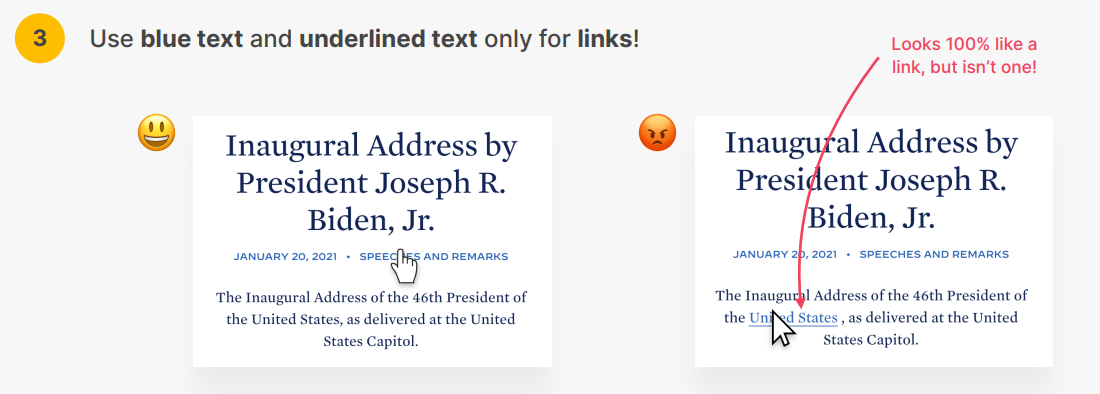 3 Use blue text and underlined text only for links!
Looks 100% like a
link, but isn't one!
Inaugural Address by
President Joseph R.
Biden, Jr.
JANUARY 20, 2021 • SPEECHES AND REMARKS
The Inaugural Address of the 46th President of
the United States, as delivered at the United
States Capitol.
Inaugural Address by
President Joseph R.
Biden, Jr.
JANUARY 20, 2021 • SPEECHES AND REMARKS
The Inaugural Address of the 46th President of
the United States , as delivered at the United
States Capitol.